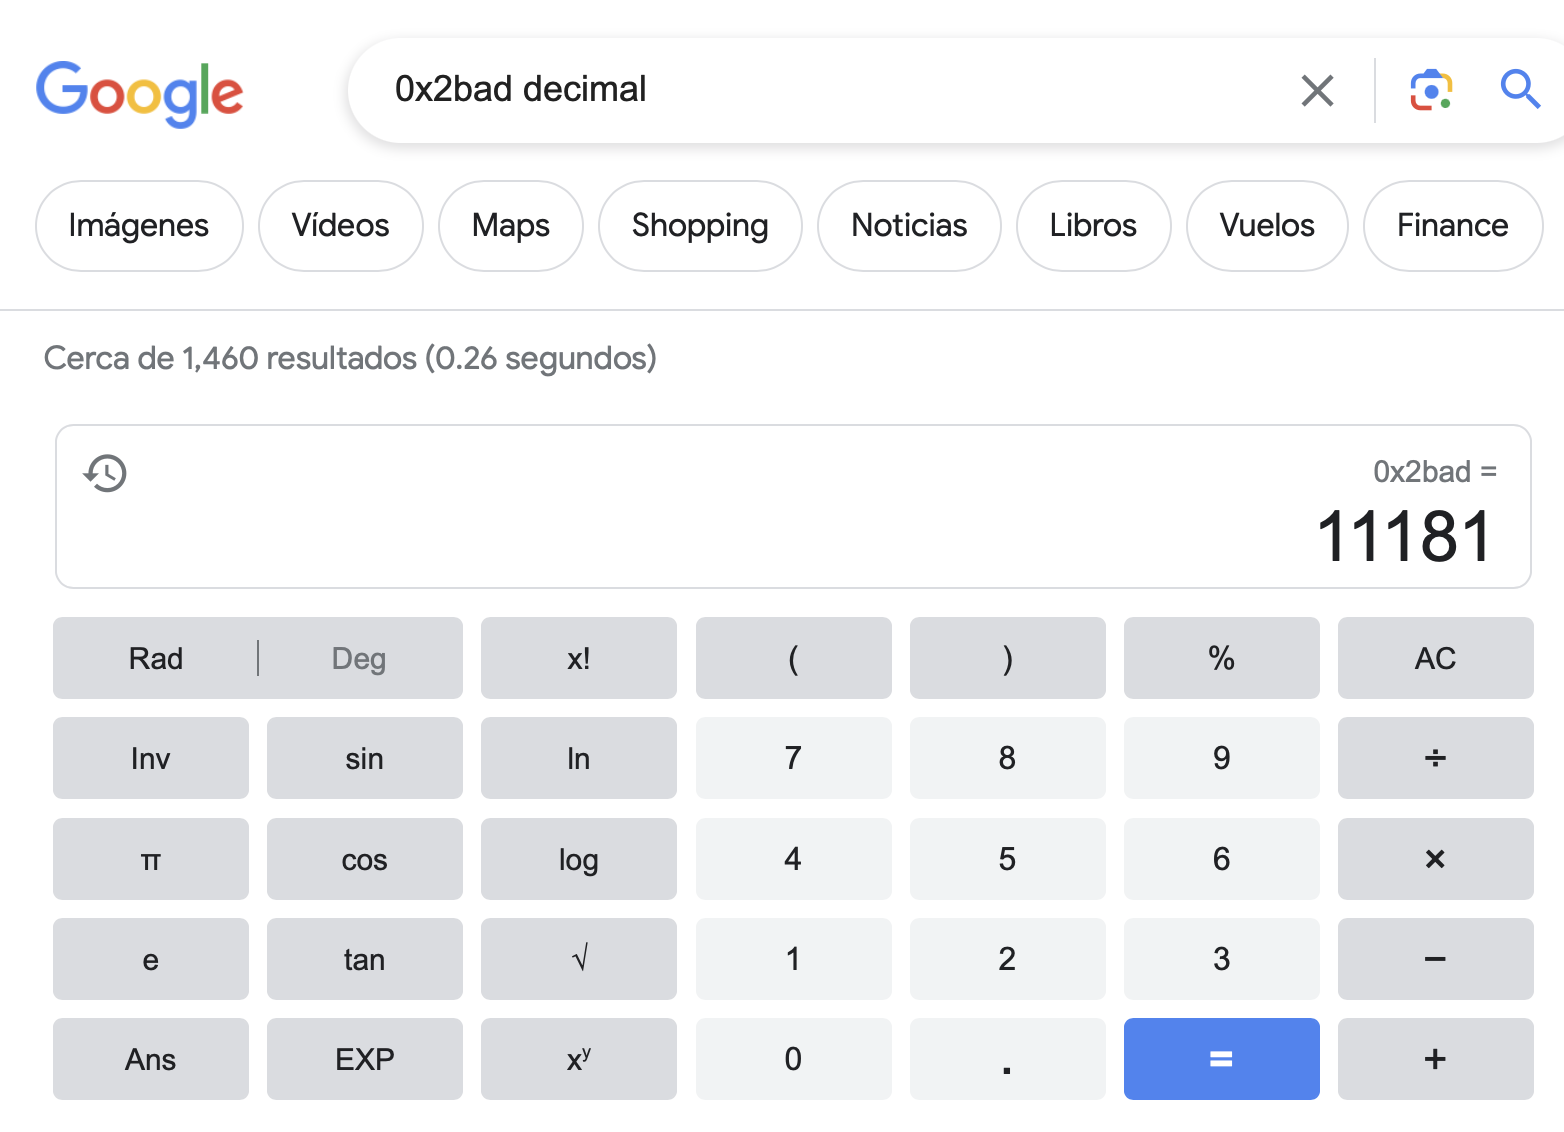 Google
0x2bad decimal
Imágenes Vídeos Maps Shopping Noticias Libros Vuelos Finance
Cerca de 1,460 resultados (0.26 segundos)
0x2bad =
11181
Rad | Deg x! ( ) % AC
Inv sin ln 7 8 9 ÷
π cos log 4 5 6 ×
e tan √ 1 2 3 −
Ans EXP xʸ 0 . = +